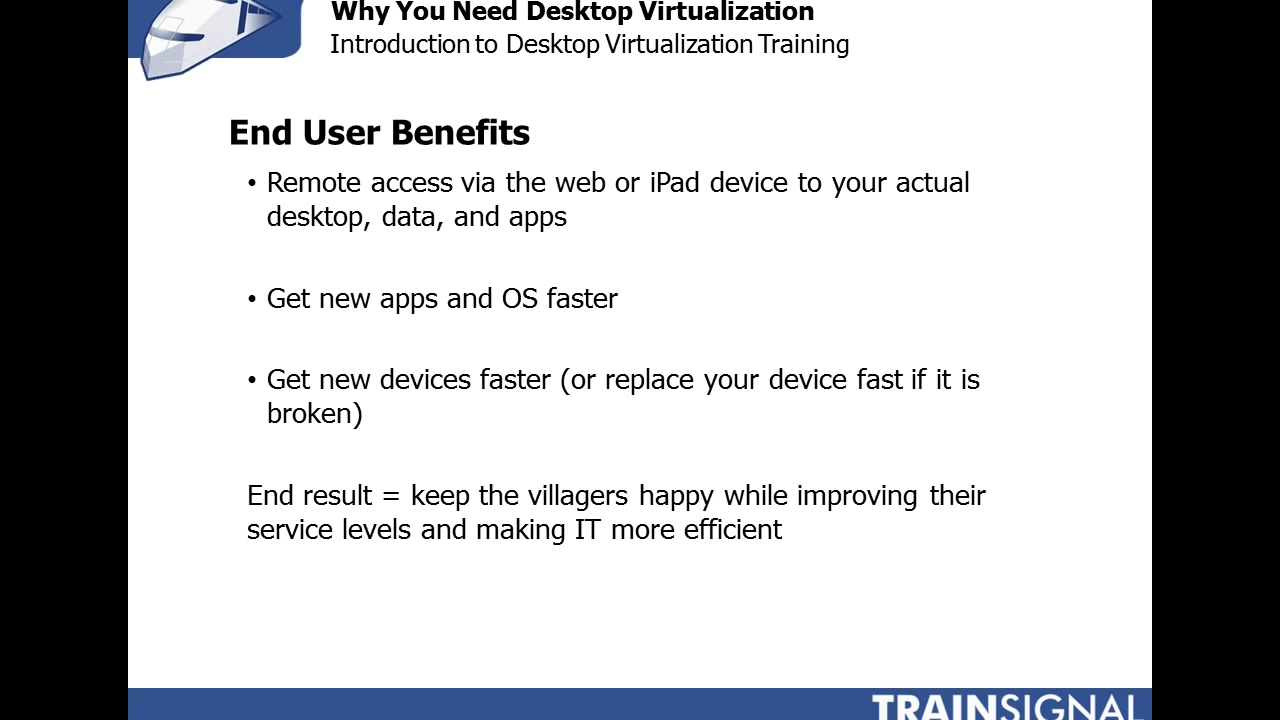 Why You Need Desktop Virtualization
Introduction to Desktop Virtualization Training
End User Benefits
• Remote access via the web or iPad device to your actual
desktop, data, and apps
• Get new apps and OS faster
• Get new devices faster (or replace your device fast if it is
broken)
End result = keep the villagers happy while improving their
service levels and making IT more efficient
TRAINSIGNAL